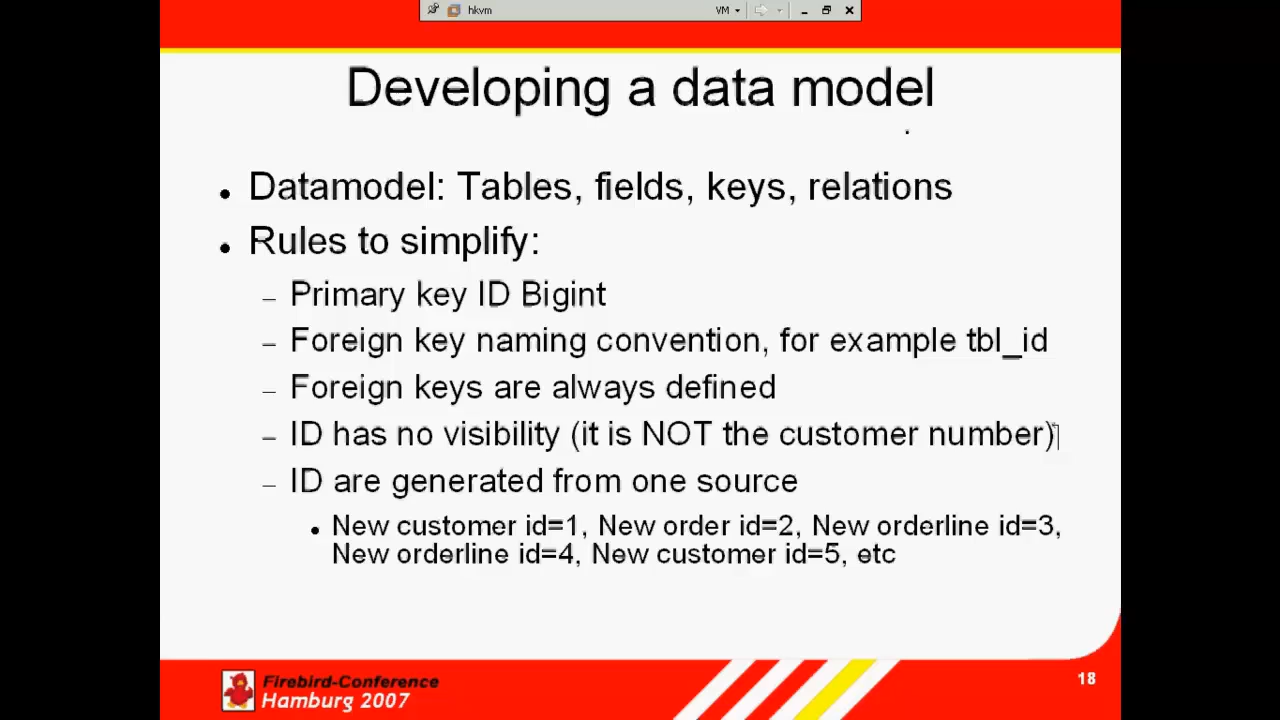 hkvm
VM
Developing a data model
Datamodel: Tables, fields, keys, relations
Rules to simplify:
– Primary key ID Bigint
– Foreign key naming convention, for example tbl_id
– Foreign keys are always defined
– ID has no visibility (it is NOT the customer number)
– ID are generated from one source
New customer id=1, New order id=2, New orderline id=3,
New orderline id=4, New customer id=5, etc
Firebird-Conference
Hamburg 2007
18